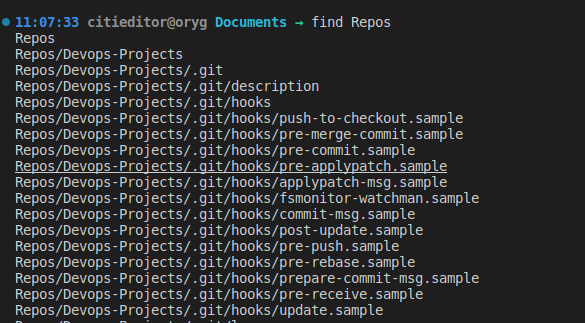 11:07:33 citieditor@oryg Documents → find Repos
Repos
Repos/Devops-Projects
Repos/Devops-Projects/.git
Repos/Devops-Projects/.git/description
Repos/Devops-Projects/.git/hooks
Repos/Devops-Projects/.git/hooks/push-to-checkout.sample
Repos/Devops-Projects/.git/hooks/pre-merge-commit.sample
Repos/Devops-Projects/.git/hooks/pre-commit.sample
Repos/Devops-Projects/.git/hooks/pre-applypatch.sample
Repos/Devops-Projects/.git/hooks/applypatch-msg.sample
Repos/Devops-Projects/.git/hooks/fsmonitor-watchman.sample
Repos/Devops-Projects/.git/hooks/commit-msg.sample
Repos/Devops-Projects/.git/hooks/post-update.sample
Repos/Devops-Projects/.git/hooks/pre-push.sample
Repos/Devops-Projects/.git/hooks/pre-rebase.sample
Repos/Devops-Projects/.git/hooks/prepare-commit-msg.sample
Repos/Devops-Projects/.git/hooks/pre-receive.sample
Repos/Devops-Projects/.git/hooks/update.sample